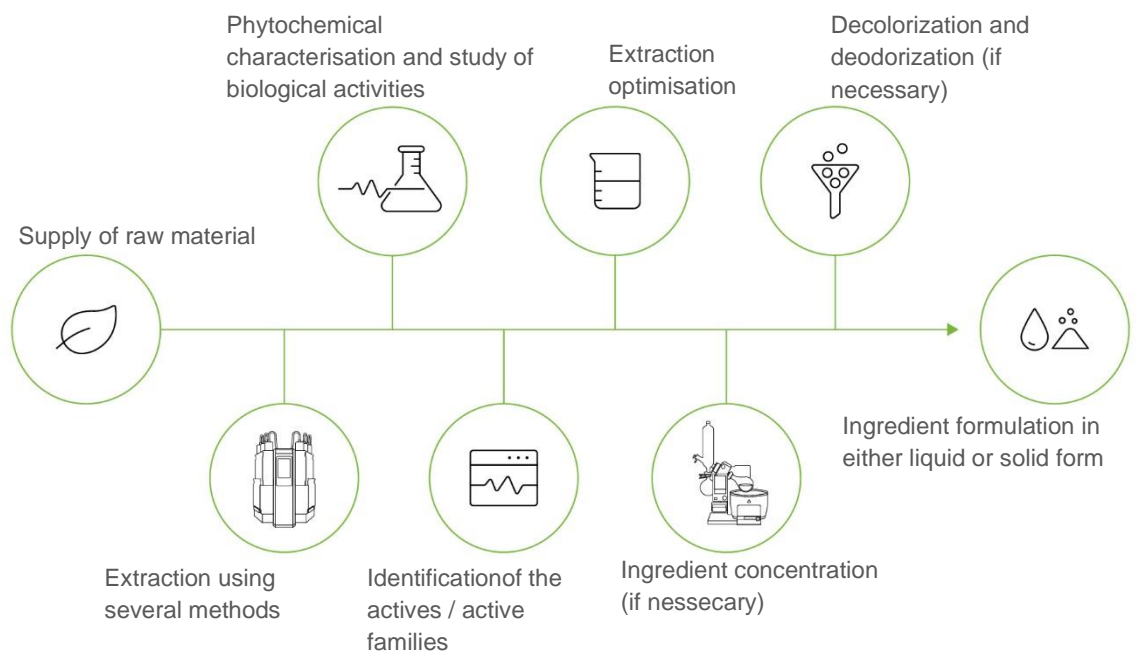 Supply of raw material
Extraction using
several methods
Phytochemical
characterisation and study of
biological activities
Identificationof the
actives / active
families
Extraction
optimisation
Ingredient concentration
(if nessecary)
Decolorization and
deodorization (if
necessary)
Ingredient formulation in
either liquid or solid form